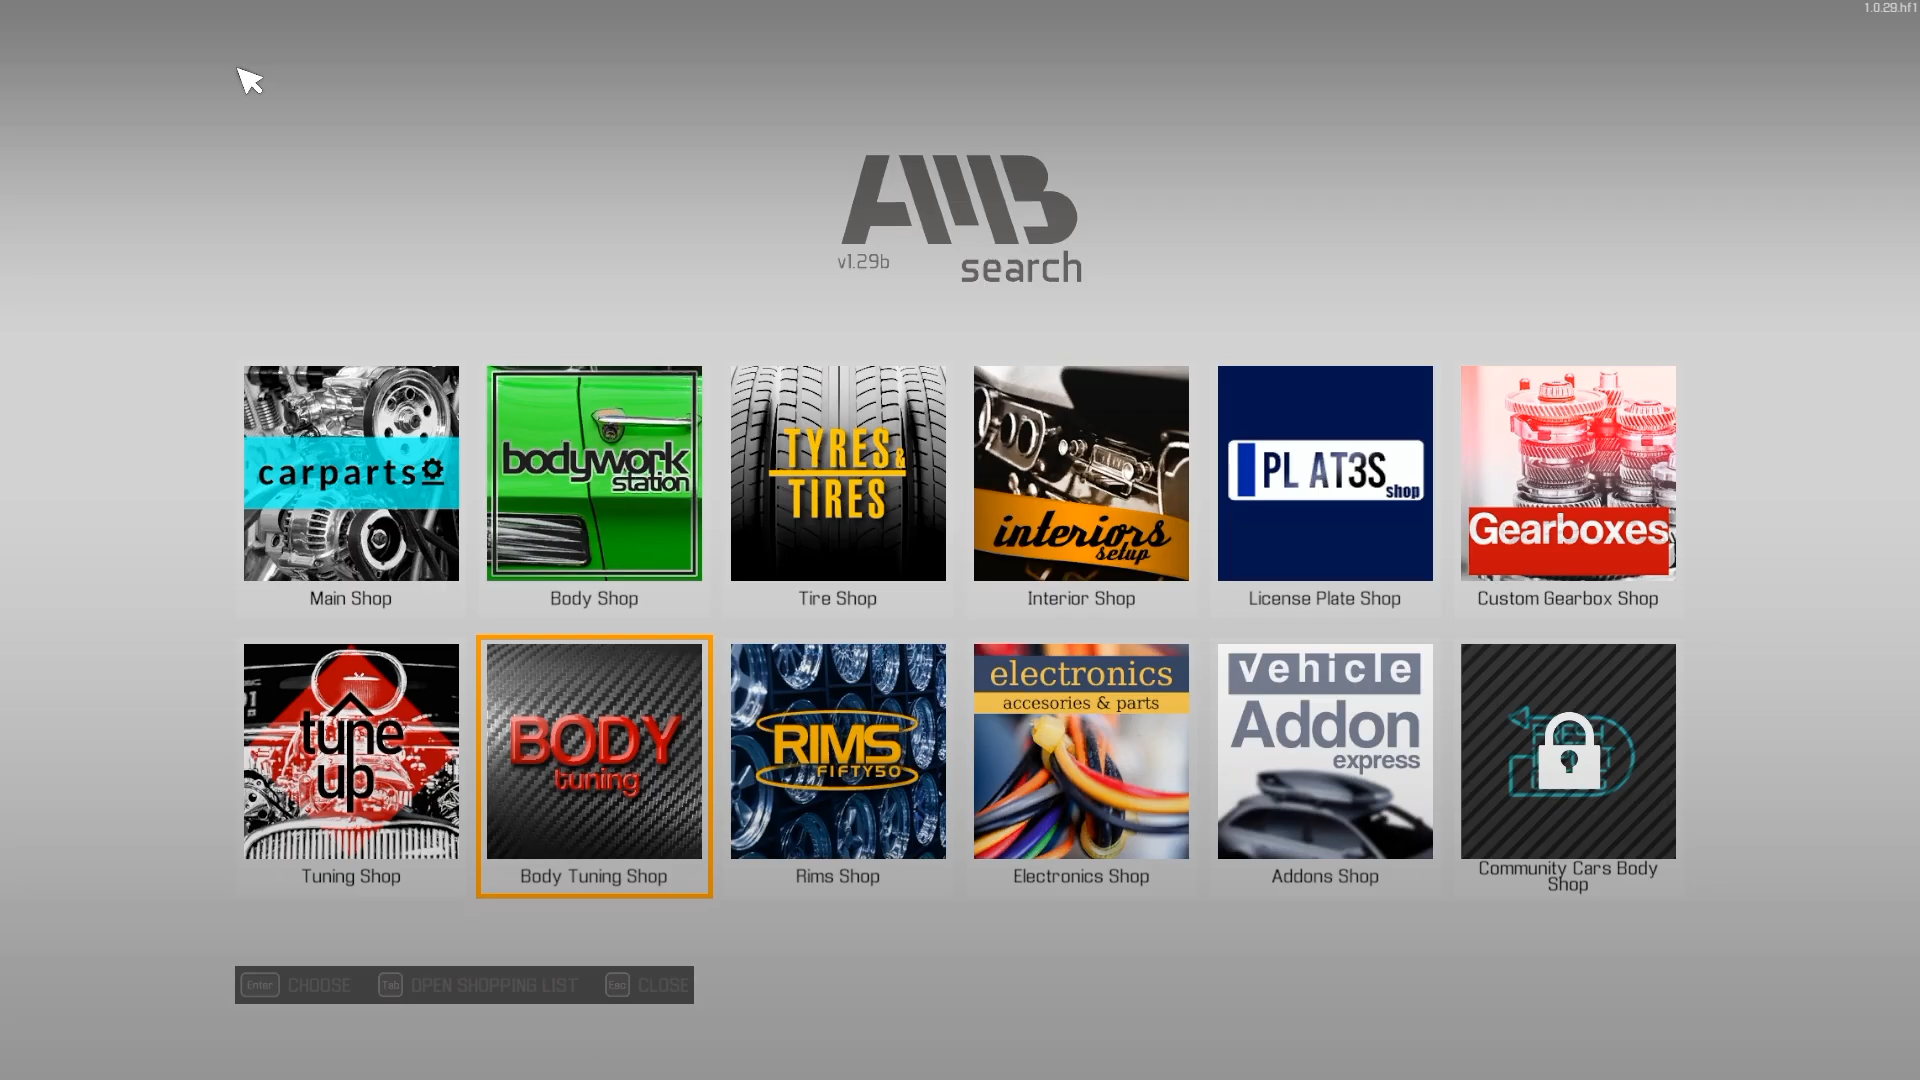 1.0.29.hf1
AMB
v1.29b
search
carparts
bodywork
station
TYRES &
TIRES
interiors
setup
PL AT3S
shop
Gearboxes
Main Shop
Body Shop
Tire Shop
Interior Shop
License Plate Shop
Custom Gearbox Shop
tune
up
BODY
tuning
RIMS
FIFTY50
electronics
accesories & parts
vehicle
Addon
express
Tuning Shop
Body Tuning Shop
Rims Shop
Electronics Shop
Addons Shop
Community Cars Body
Shop
Enter CHOOSE Tab OPEN SHOPPING LIST Esc CLOSE